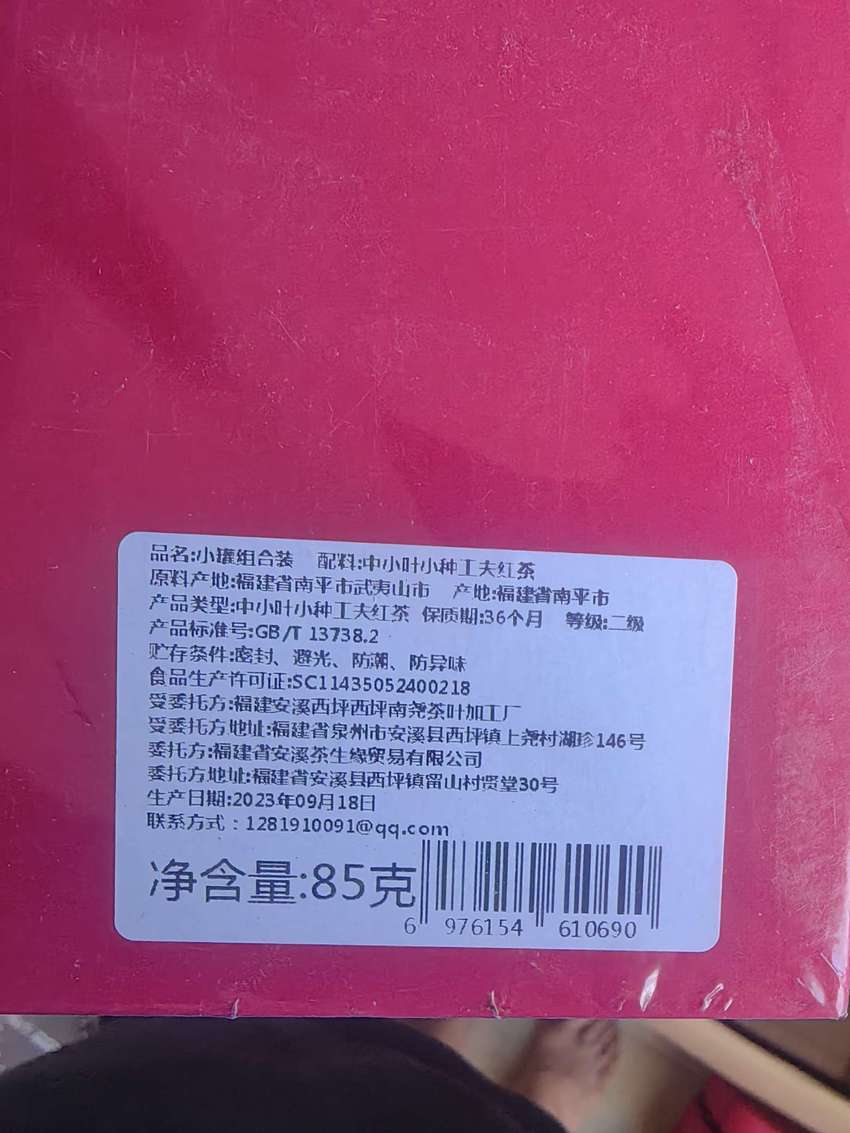 品名:小罐组合装 配料:中小叶小种工夫红茶
原料产地:福建省南平市武夷山市 产地:福建省南平市
产品类型:中小叶小种工夫红茶 保质期:36个月 等级:二级
产品标准号:GB/T 13738.2
贮存条件:密封、避光、防潮、防异味
食品生产许可证:SC11435052400218
受委托方:福建安溪西坪西坪南尧茶叶加工厂
受委托方地址:福建省泉州市安溪县西坪镇上尧村湖珍146号
委托方:福建省安溪茶生缘贸易有限公司
委托方地址:福建省安溪县西坪镇留山村贤堂30号
生产日期:2023年09月18日
联系方式：1281910091@qq.com
净含量:85克
6 976154 610690